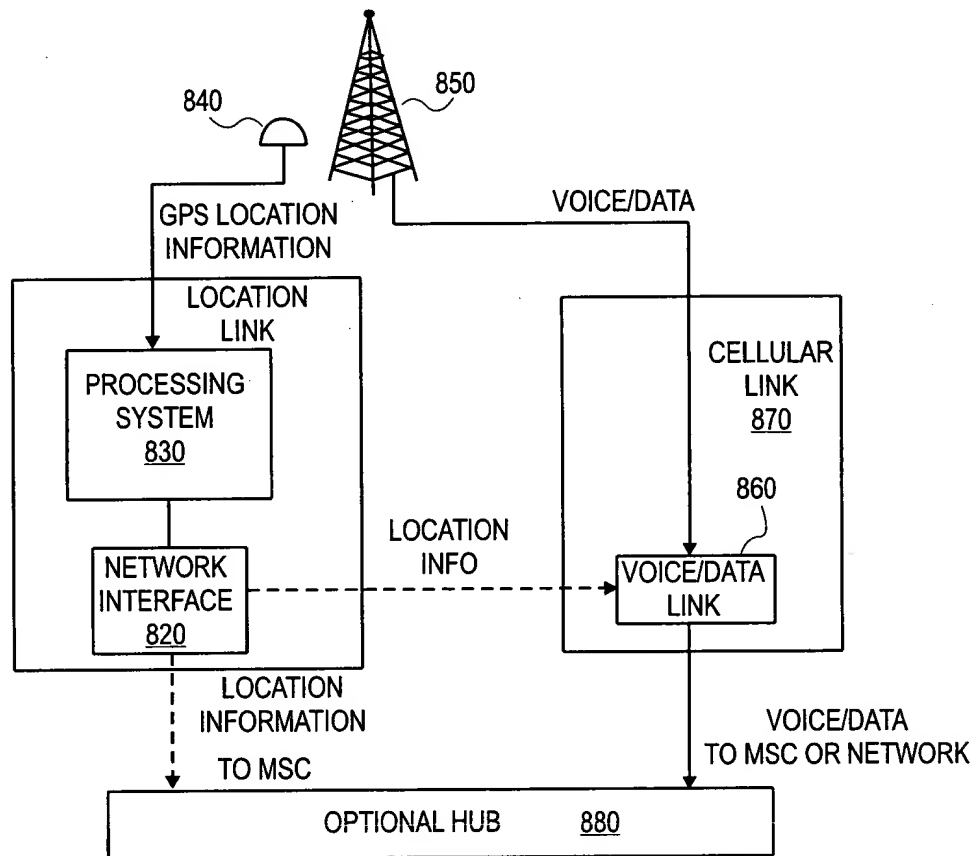 840
850
GPS LOCATION
INFORMATION
VOICE/DATA
LOCATION
LINK
PROCESSING
SYSTEM
830
CELLULAR
LINK
870
860
LOCATION
INFO
NETWORK
INTERFACE
820
VOICE/DATA
LINK
LOCATION
INFORMATION
TO MSC
VOICE/DATA
TO MSC OR NETWORK
OPTIONAL HUB 880